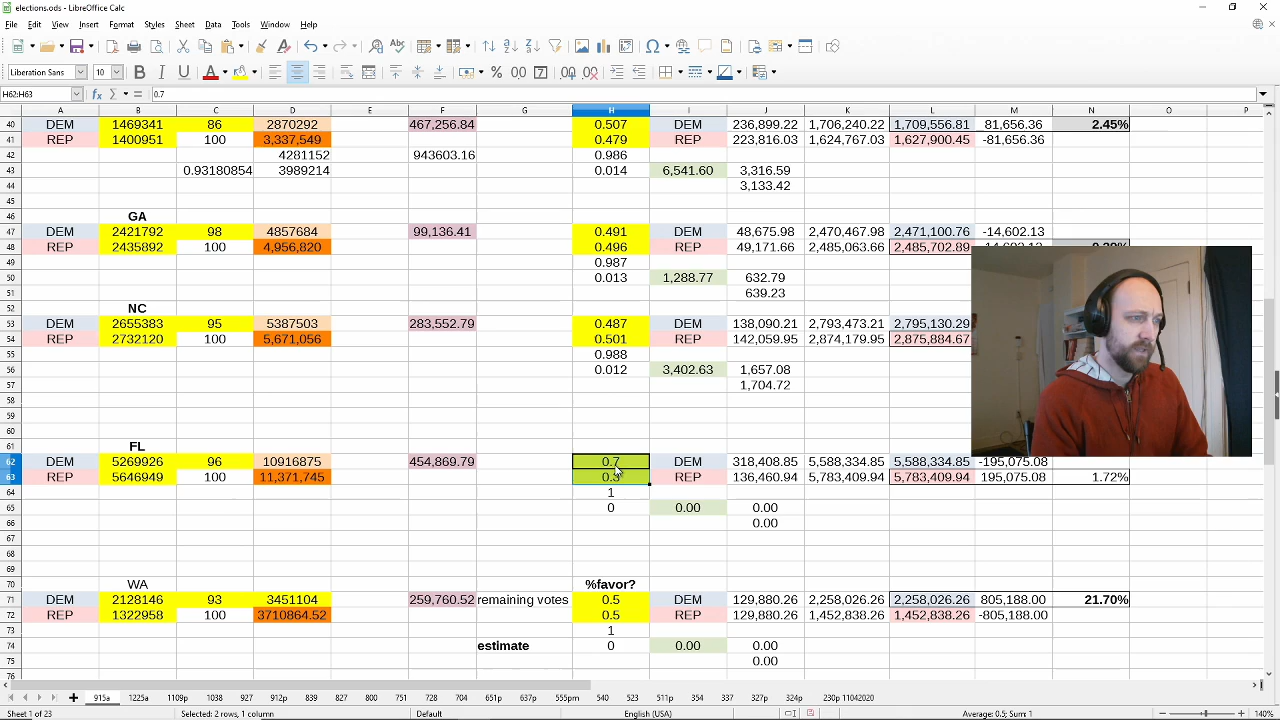 elections.ods - LibreOffice Calc
File Edit View Insert Format Styles Sheet Data Tools Window Help
Liberation Sans 10
H62:H63 0.7
A B C D E F G H I J K L M N O P
40 DEM 1469341 86 2870292 467,256.84 0.507 DEM 236,899.22 1,706,240.22 1,709,556.81 81,656.36 2.45%
41 REP 1400951 100 3,337,549 0.479 REP 223,816.03 1,624,767.03 1,627,900.45 -81,656.36
42 4281152 943603.16 0.986
43 0.93180854 3989214 0.014 6,541.60 3,316.59
44 3,133.42
45
46 GA
47 DEM 2421792 98 4857684 99,136.41 0.491 DEM 48,675.98 2,470,467.98 2,471,100.76 -14,602.13
48 REP 2435892 100 4,956,820 0.496 REP 49,171.66 2,485,063.66 2,485,702.89
49 0.987
50 0.013 1,288.77 632.79
51 639.23
52 NC
53 DEM 2655383 95 5387503 283,552.79 0.487 DEM 138,090.21 2,793,473.21 2,795,130.29
54 REP 2732120 100 5,671,056 0.501 REP 142,059.95 2,874,179.95 2,875,884.67
55 0.988
56 0.012 3,402.63 1,657.08
57 1,704.72
58
59
60
61 FL
62 DEM 5269926 96 10916875 454,869.79 0.7 DEM 318,408.85 5,588,334.85 5,588,334.85 -195,075.08
63 REP 5646949 100 11,371,745 0.3 REP 136,460.94 5,783,409.94 5,783,409.94 195,075.08 1.72%
64 1
65 0 0.00 0.00
66 0.00
67
68
69
70 WA %favor?
71 DEM 2128146 93 3451104 259,760.52 remaining votes 0.5 DEM 129,880.26 2,258,026.26 2,258,026.26 805,188.00 21.70%
72 REP 1322958 100 3710864.52 0.5 REP 129,880.26 1,452,838.26 1,452,838.26 -805,188.00
73 1
74 estimate 0 0.00 0.00
75 0.00
76
915a 1225a 1109p 1038 927 912p 839 827 800 751 728 704 651p 637p 555pm 540 523 511p 354 337 327p 324p 230p 11042020
Sheet 1 of 23 Selected: 2 rows, 1 column Default English (USA) Average: 0.5; Sum: 1 140%